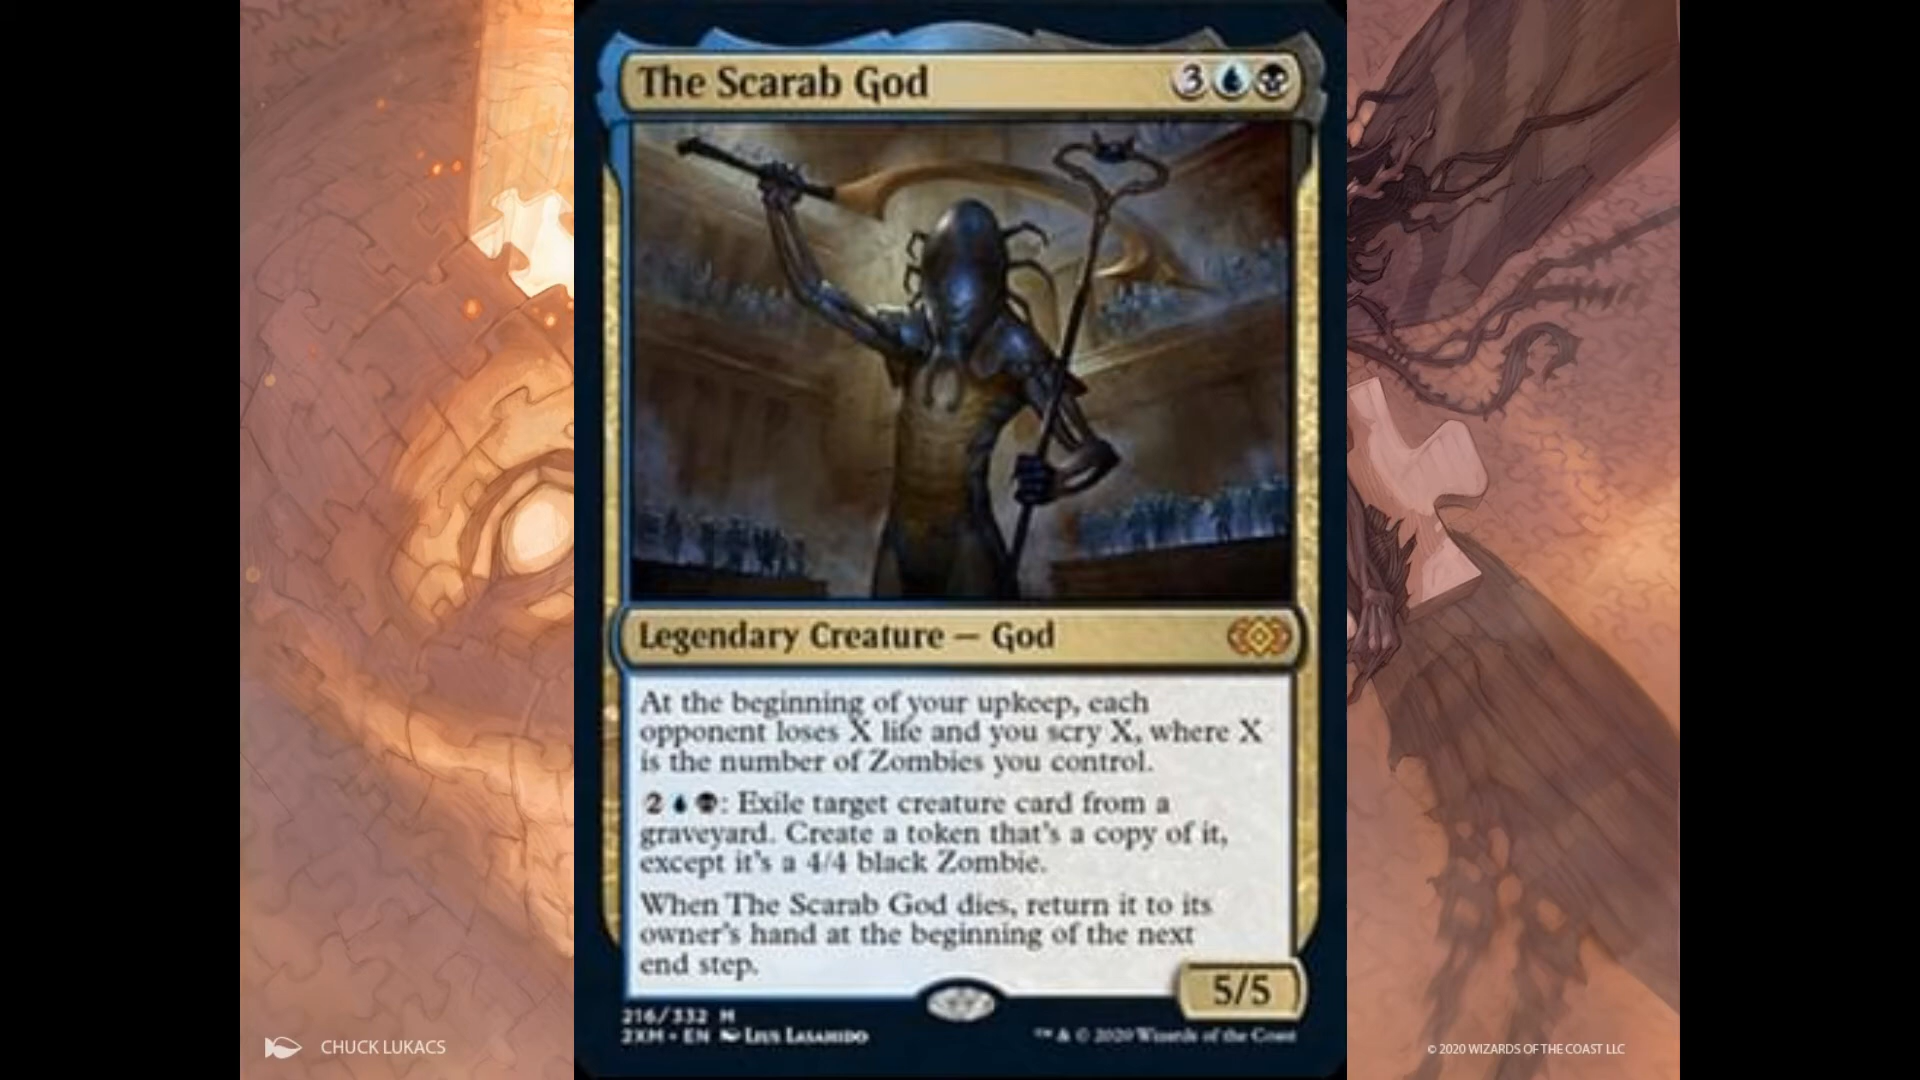 The Scarab God 3
Legendary Creature — God
At the beginning of your upkeep, each
opponent loses X life and you scry X, where X
is the number of Zombies you control.
2 : Exile target creature card from a
graveyard. Create a token that's a copy of it,
except it's a 4/4 black Zombie.
When The Scarab God dies, return it to its
owner's hand at the beginning of the next
end step.
5/5
216/332 M
2XM • EN Lius Lasahido
™ & © 2020 Wizards of the Coast
CHUCK LUKACS
© 2020 WIZARDS OF THE COAST LLC